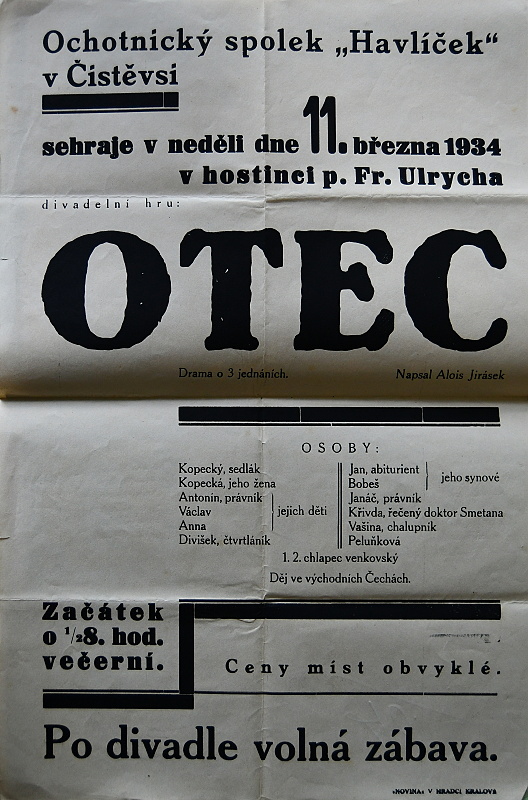 Ochotnický spolek „Havlíček“
v Čistěvsi
sehraje v neděli dne 11. března 1934
v hostinci p. Fr. Ulrycha
divadelní hru:
OTEC
Drama o 3 jednáních.
Napsal Alois Jirásek
OSOBY:
Kopecký, sedlák
Kopecká, jeho žena
Antonín, právník
Václav
Anna
jejich děti
Divišek, čtvrtláník
Jan, abiturient
Bobeš
jeho synové
Janáč, právník
Křivda, řečený doktor Smetana
Vašina, chalupník
Peluňková
1. 2. chlapec venkovský
Děj ve východních Čechách.
Začátek
o ½8. hod.
večerní.
Ceny míst obvyklé.
Po divadle volná zábava.
„NOVINA“ V HRADCI KRÁLOVÉ